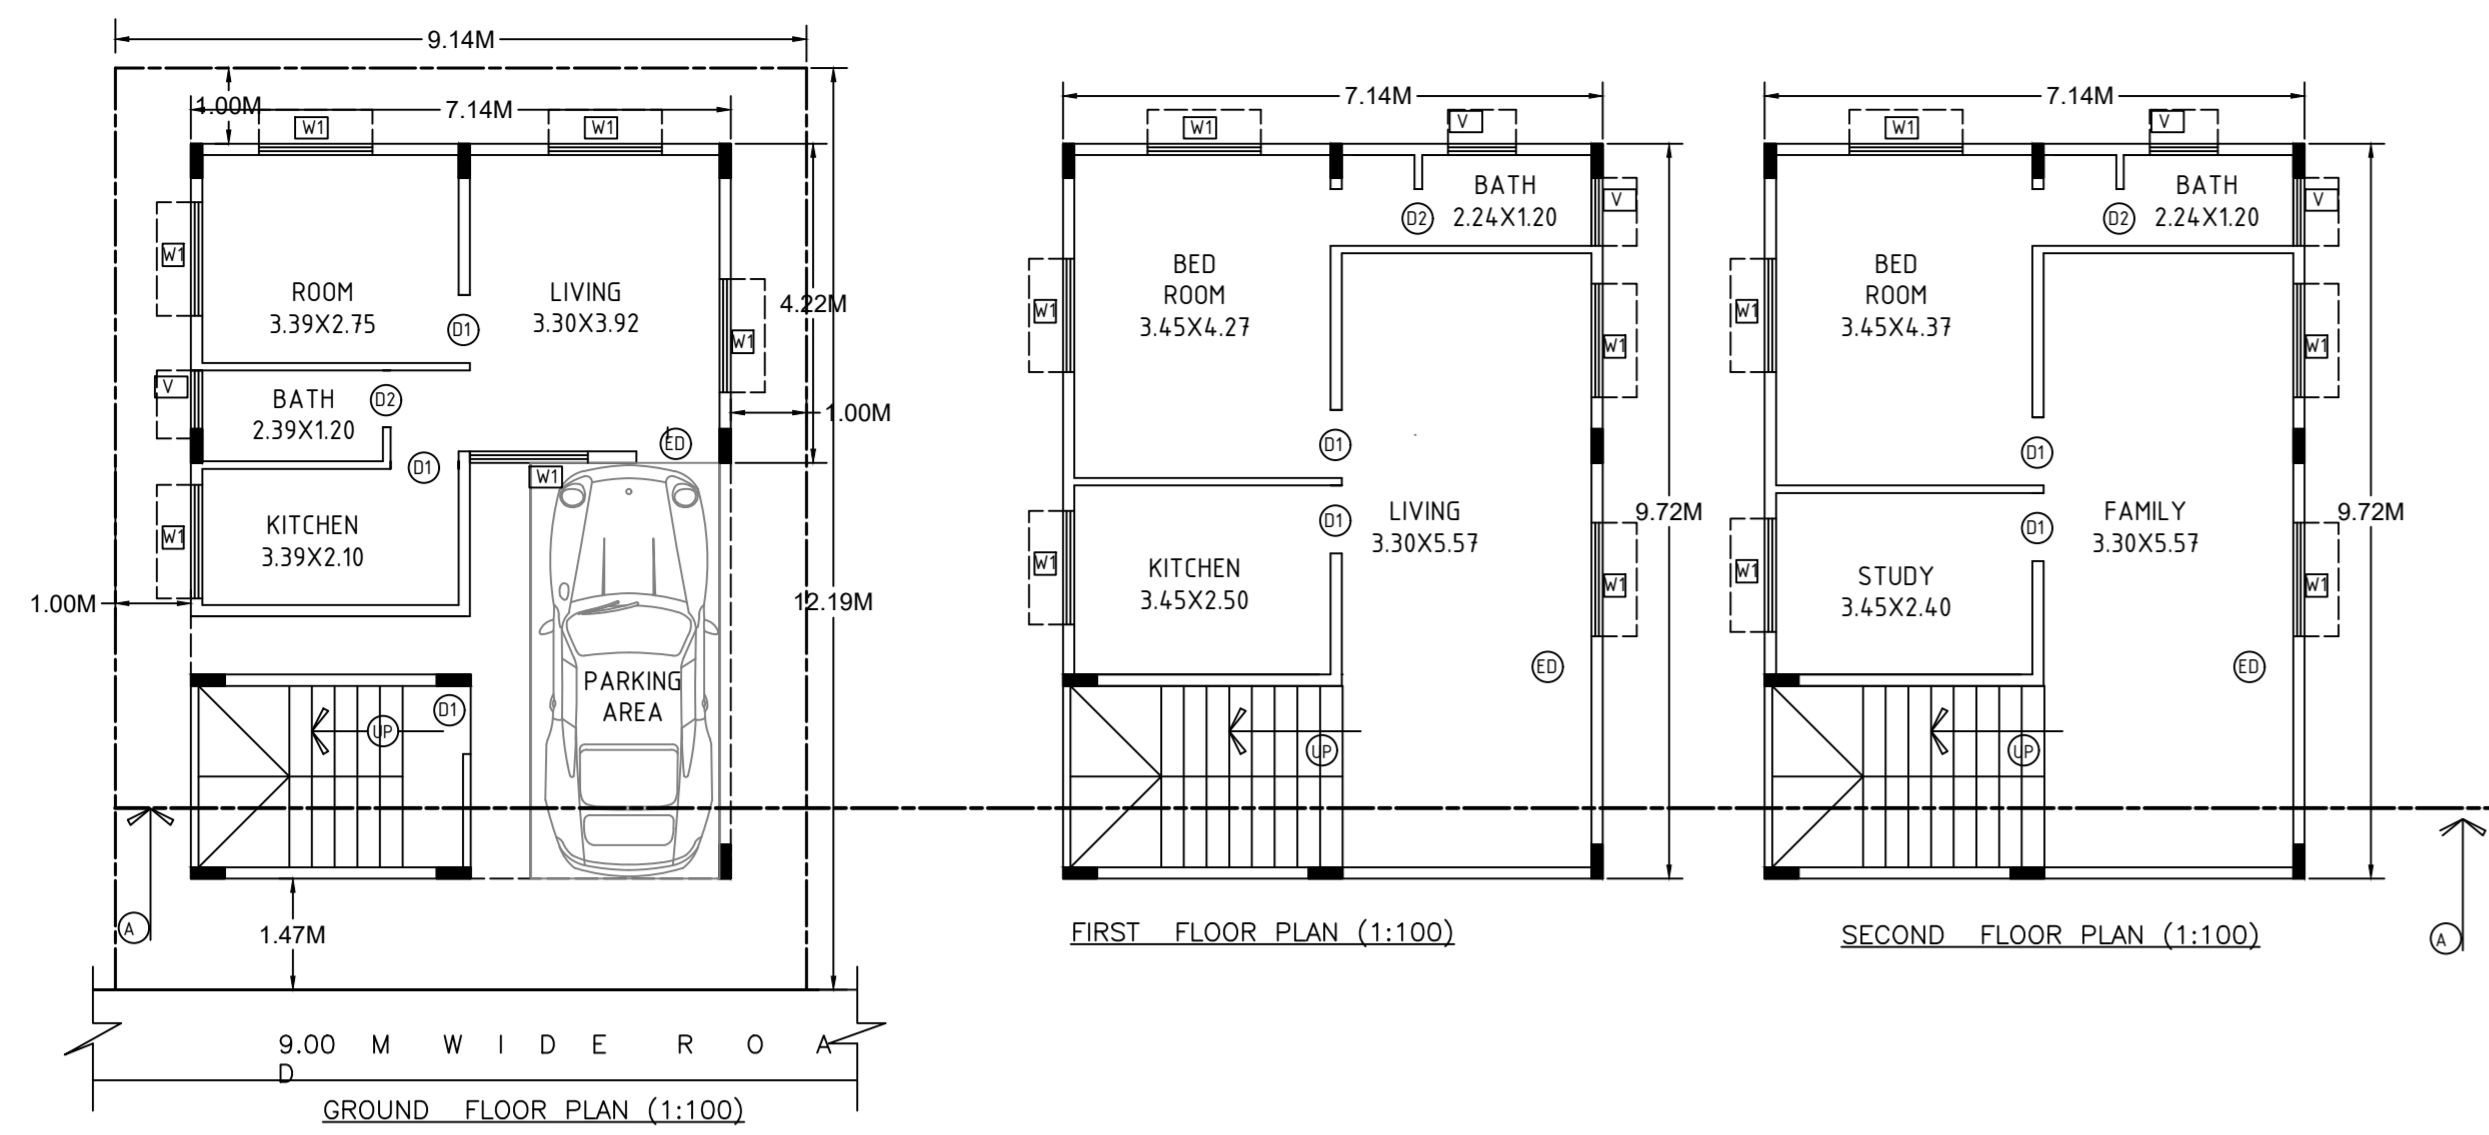 9.14M
1.00M
7.14M
W1
W1
W1
ROOM
3.39X2.75
LIVING
3.30X3.92
D1
4.22M
W1
V
BATH
2.39X1.20
D2
1.00M
ED
D1
W1
W1
KITCHEN
3.39X2.10
1.00M
12.19M
PARKING
AREA
D1
UP
A
1.47M
9.00 M W I D E R O A
D
GROUND FLOOR PLAN (1:100)
7.14M
W1
V
BATH
2.24X1.20
V
D2
BED
ROOM
3.45X4.27
W1
W1
D1
D1
LIVING
3.30X5.57
9.72M
W1
KITCHEN
3.45X2.50
W1
ED
UP
FIRST FLOOR PLAN (1:100)
7.14M
W1
V
BATH
2.24X1.20
V
D2
BED
ROOM
3.45X4.37
W1
W1
D1
D1
FAMILY
3.30X5.57
9.72M
W1
STUDY
3.45X2.40
W1
ED
UP
SECOND FLOOR PLAN (1:100)
A